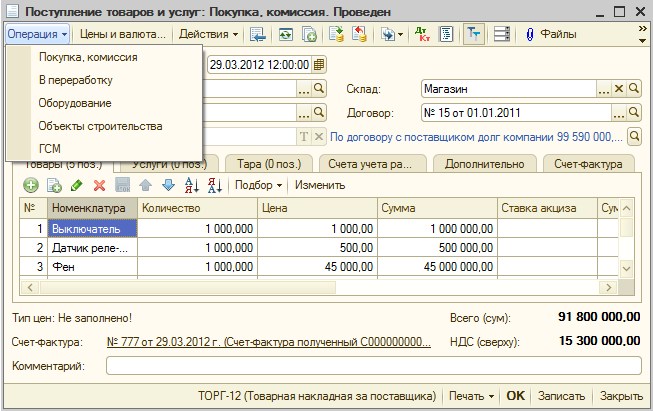 Поступление товаров и услуг: Покупка, комиссия. Проведен
Операция Цены и валюта... Действия Файлы
Покупка, комиссия
В переработку
Оборудование
Объекты строительства
ГСМ
29.03.2012 12:00:00
Склад: Магазин
Договор: № 15 от 01.01.2011
По договору с поставщиком долг компании 99 590 000,...
Товары (5 поз.) Услуги (0 поз.) Тара (0 поз.) Счета учета ра... Дополнительно Счет-фактура
Подбор Изменить
№ Номенклатура Количество Цена Сумма Ставка акциза Сум
1 Выключатель 1 000,000 1 000,00 1 000 000,00
2 Датчик реле-... 1 000,000 500,00 500 000,00
3 Фен 1 000,000 45 000,00 45 000 000,00
Тип цен: Не заполнено! Всего (сум): 91 800 000,00
Счет-фактура: № 777 от 29.03.2012 г. (Счет-фактура полученный С000000000... НДС (сверху): 15 300 000,00
Комментарий:
ТОРГ-12 (Товарная накладная за поставщика) Печать OK Записать Закрыть